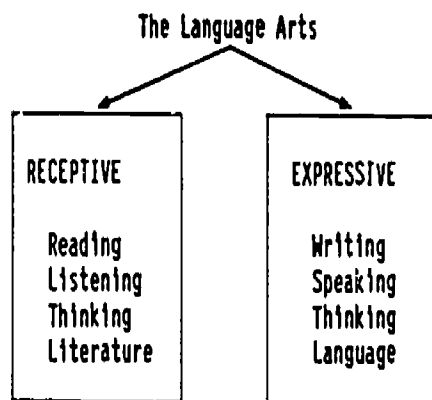 The Language Arts
RECEPTIVE
Reading
Listening
Thinking
Literature
EXPRESSIVE
Writing
Speaking
Thinking
Language